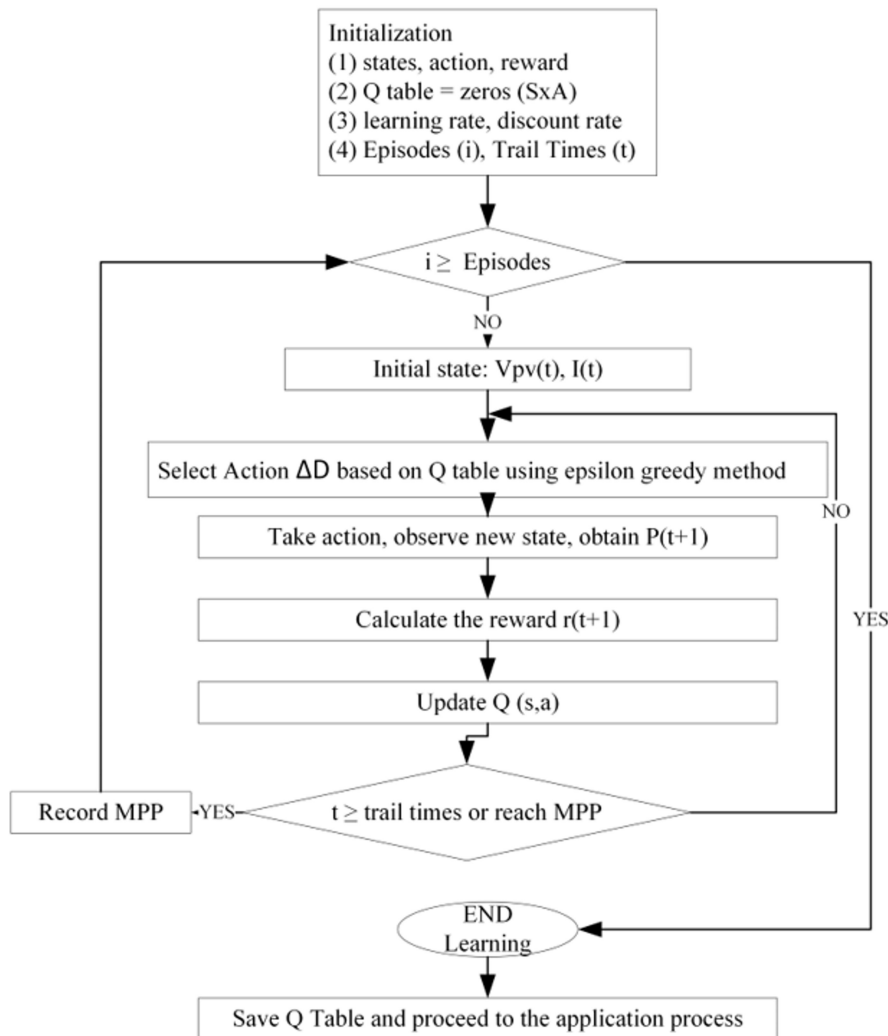 Initialization
(1) states, action, reward
(2) Q table = zeros (SxA)
(3) learning rate, discount rate
(4) Episodes (i), Trail Times (t)
i ≥ Episodes
NO
Initial state: Vpv(t), I(t)
Select Action ΔD based on Q table using epsilon greedy method
NO
Take action, observe new state, obtain P(t+1)
Calculate the reward r(t+1)
YES
Update Q (s,a)
Record MPP
YES
t ≥ trail times or reach MPP
END
Learning
Save Q Table and proceed to the application process